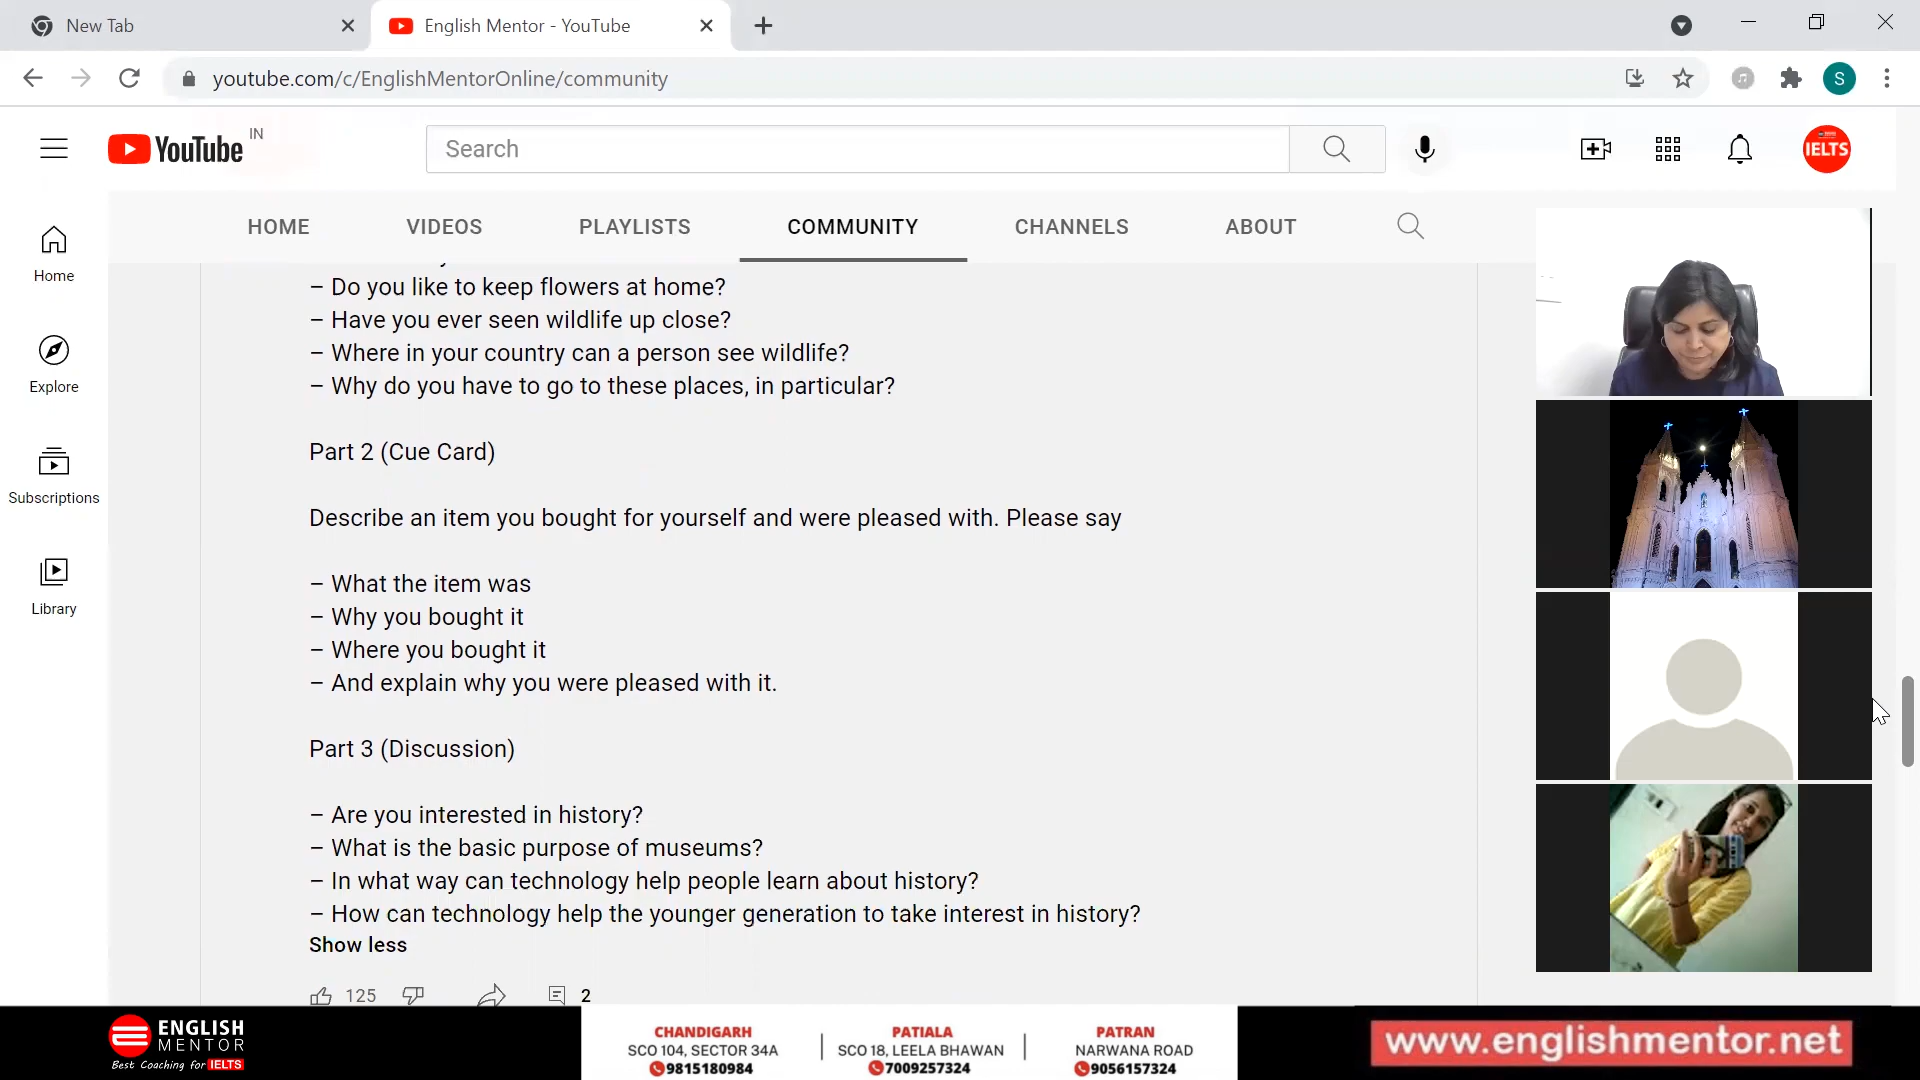 New Tab
English Mentor - YouTube
youtube.com/c/EnglishMentorOnline/community
S
YouTube IN
Search
IELTS
HOME VIDEOS PLAYLISTS COMMUNITY CHANNELS ABOUT
Home
Explore
Subscriptions
Library
– Do you like to keep flowers at home?
– Have you ever seen wildlife up close?
– Where in your country can a person see wildlife?
– Why do you have to go to these places, in particular?
Part 2 (Cue Card)
Describe an item you bought for yourself and were pleased with. Please say
– What the item was
– Why you bought it
– Where you bought it
– And explain why you were pleased with it.
Part 3 (Discussion)
– Are you interested in history?
– What is the basic purpose of museums?
– In what way can technology help people learn about history?
– How can technology help the younger generation to take interest in history?
Show less
125 2
ENGLISH
MENTOR
Best Coaching for IELTS
CHANDIGARH
SCO 104, SECTOR 34A
9815180984
PATIALA
SCO 18, LEELA BHAWAN
7009257324
PATRAN
NARWANA ROAD
9056157324
www.englishmentor.net